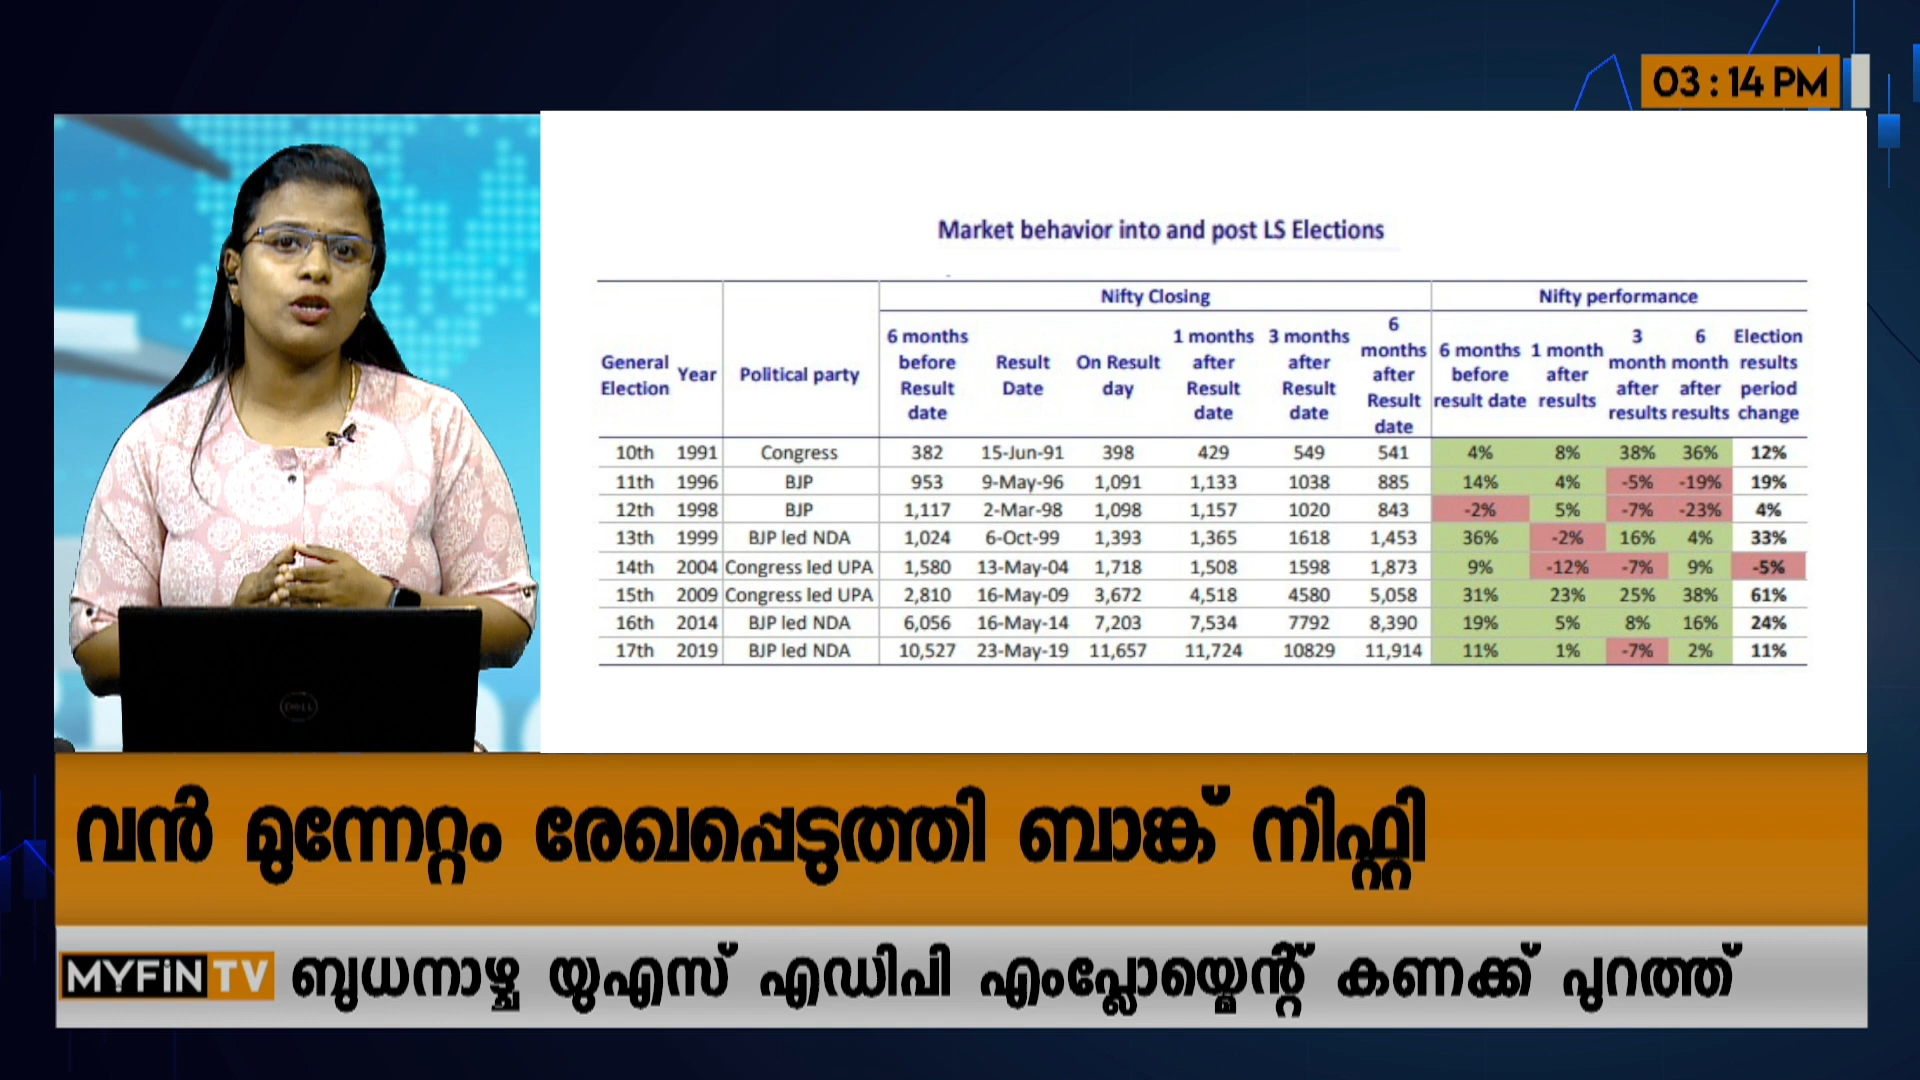 03 : 14 PM
Market behavior into and post LS Elections
Nifty Closing Nifty performance
General Election Year Political party 6 months before Result date Result Date On Result day 1 months after Result date 3 months after Result date 6 months after Result date 6 months before result date 1 month after results 3 month after results 6 month after results Election results period change
10th 1991 Congress 382 15-Jun-91 398 429 549 541 4% 8% 38% 36% 12%
11th 1996 BJP 953 9-May-96 1,091 1,133 1038 885 14% 4% -5% -19% 19%
12th 1998 BJP 1,117 2-Mar-98 1,098 1,157 1020 843 -2% 5% -7% -23% 4%
13th 1999 BJP led NDA 1,024 6-Oct-99 1,393 1,365 1618 1,453 36% -2% 16% 4% 33%
14th 2004 Congress led UPA 1,580 13-May-04 1,718 1,508 1598 1,873 9% -12% -7% 9% -5%
15th 2009 Congress led UPA 2,810 16-May-09 3,672 4,518 4580 5,058 31% 23% 25% 38% 61%
16th 2014 BJP led NDA 6,056 16-May-14 7,203 7,534 7792 8,390 19% 5% 8% 16% 24%
17th 2019 BJP led NDA 10,527 23-May-19 11,657 11,724 10829 11,914 11% 1% -7% 2% 11%
DELL
വൻ മുന്നേറ്റം രേഖപ്പെടുത്തി ബാങ്ക് നിഫ്റ്റി
MYFiN TV ബുധനാഴ്ച യുഎസ് എഡിപി എംപ്ലോയ്മെന്റ് കണക്ക് പുറത്ത്